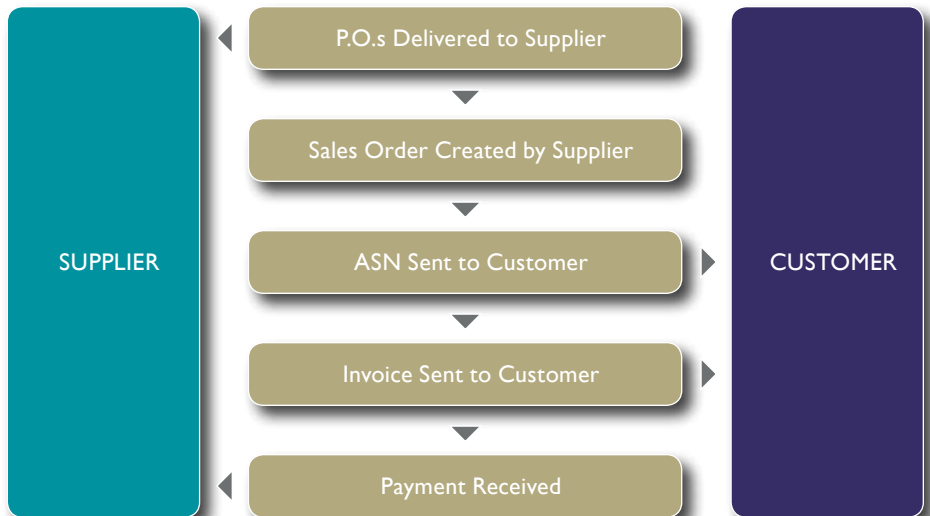 P.O.s Delivered to Supplier
Sales Order Created by Supplier
SUPPLIER
ASN Sent to Customer
CUSTOMER
Invoice Sent to Customer
Payment Received